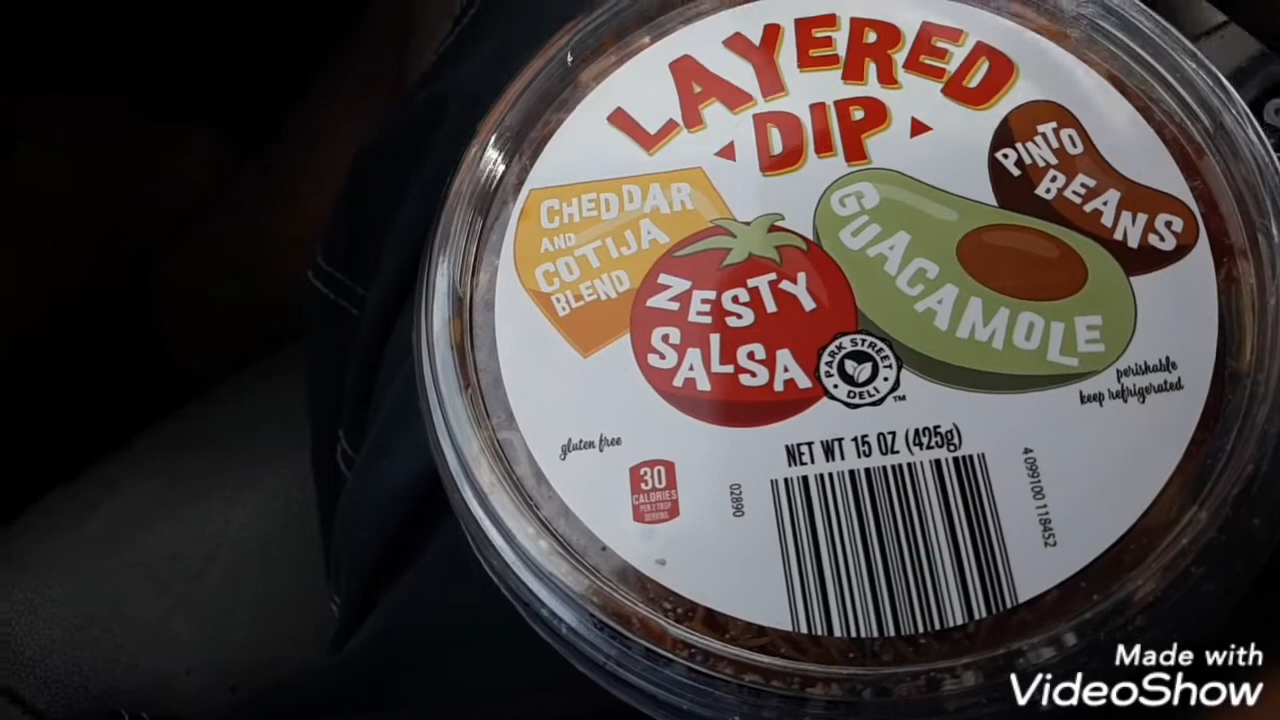 LAYERED
DIP
PINTO
BEANS
CHEDDAR
AND
COTIJA
BLEND
ZESTY
SALSA
GUACAMOLE
PARK STREET
DELI
TM
perishable
keep refrigerated
gluten free
NET WT 15 OZ (425g)
30
CALORIES
PER 2 TBSP
SERVING
02890
4 099100 118452
Made with
VideoShow